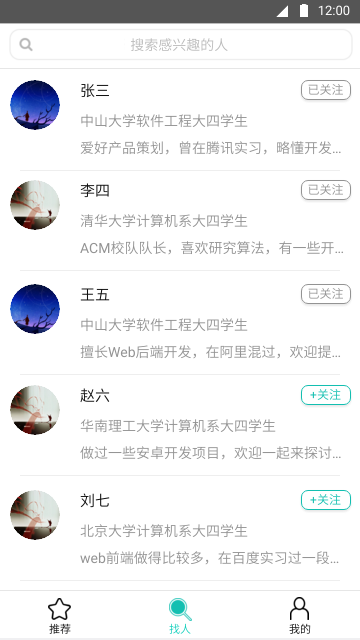 12:00
搜索感兴趣的人
张三
已关注
中山大学软件工程大四学生
爱好产品策划，曾在腾讯实习，略懂开发...
李四
已关注
清华大学计算机系大四学生
ACM校队队长，喜欢研究算法，有一些开...
王五
已关注
中山大学软件工程大四学生
擅长Web后端开发，在阿里混过，欢迎提...
赵六
+关注
华南理工大学计算机系大四学生
做过一些安卓开发项目，欢迎一起来探讨...
刘七
+关注
北京大学计算机系大四学生
web前端做得比较多，在百度实习过一段...
推荐
找人
我的